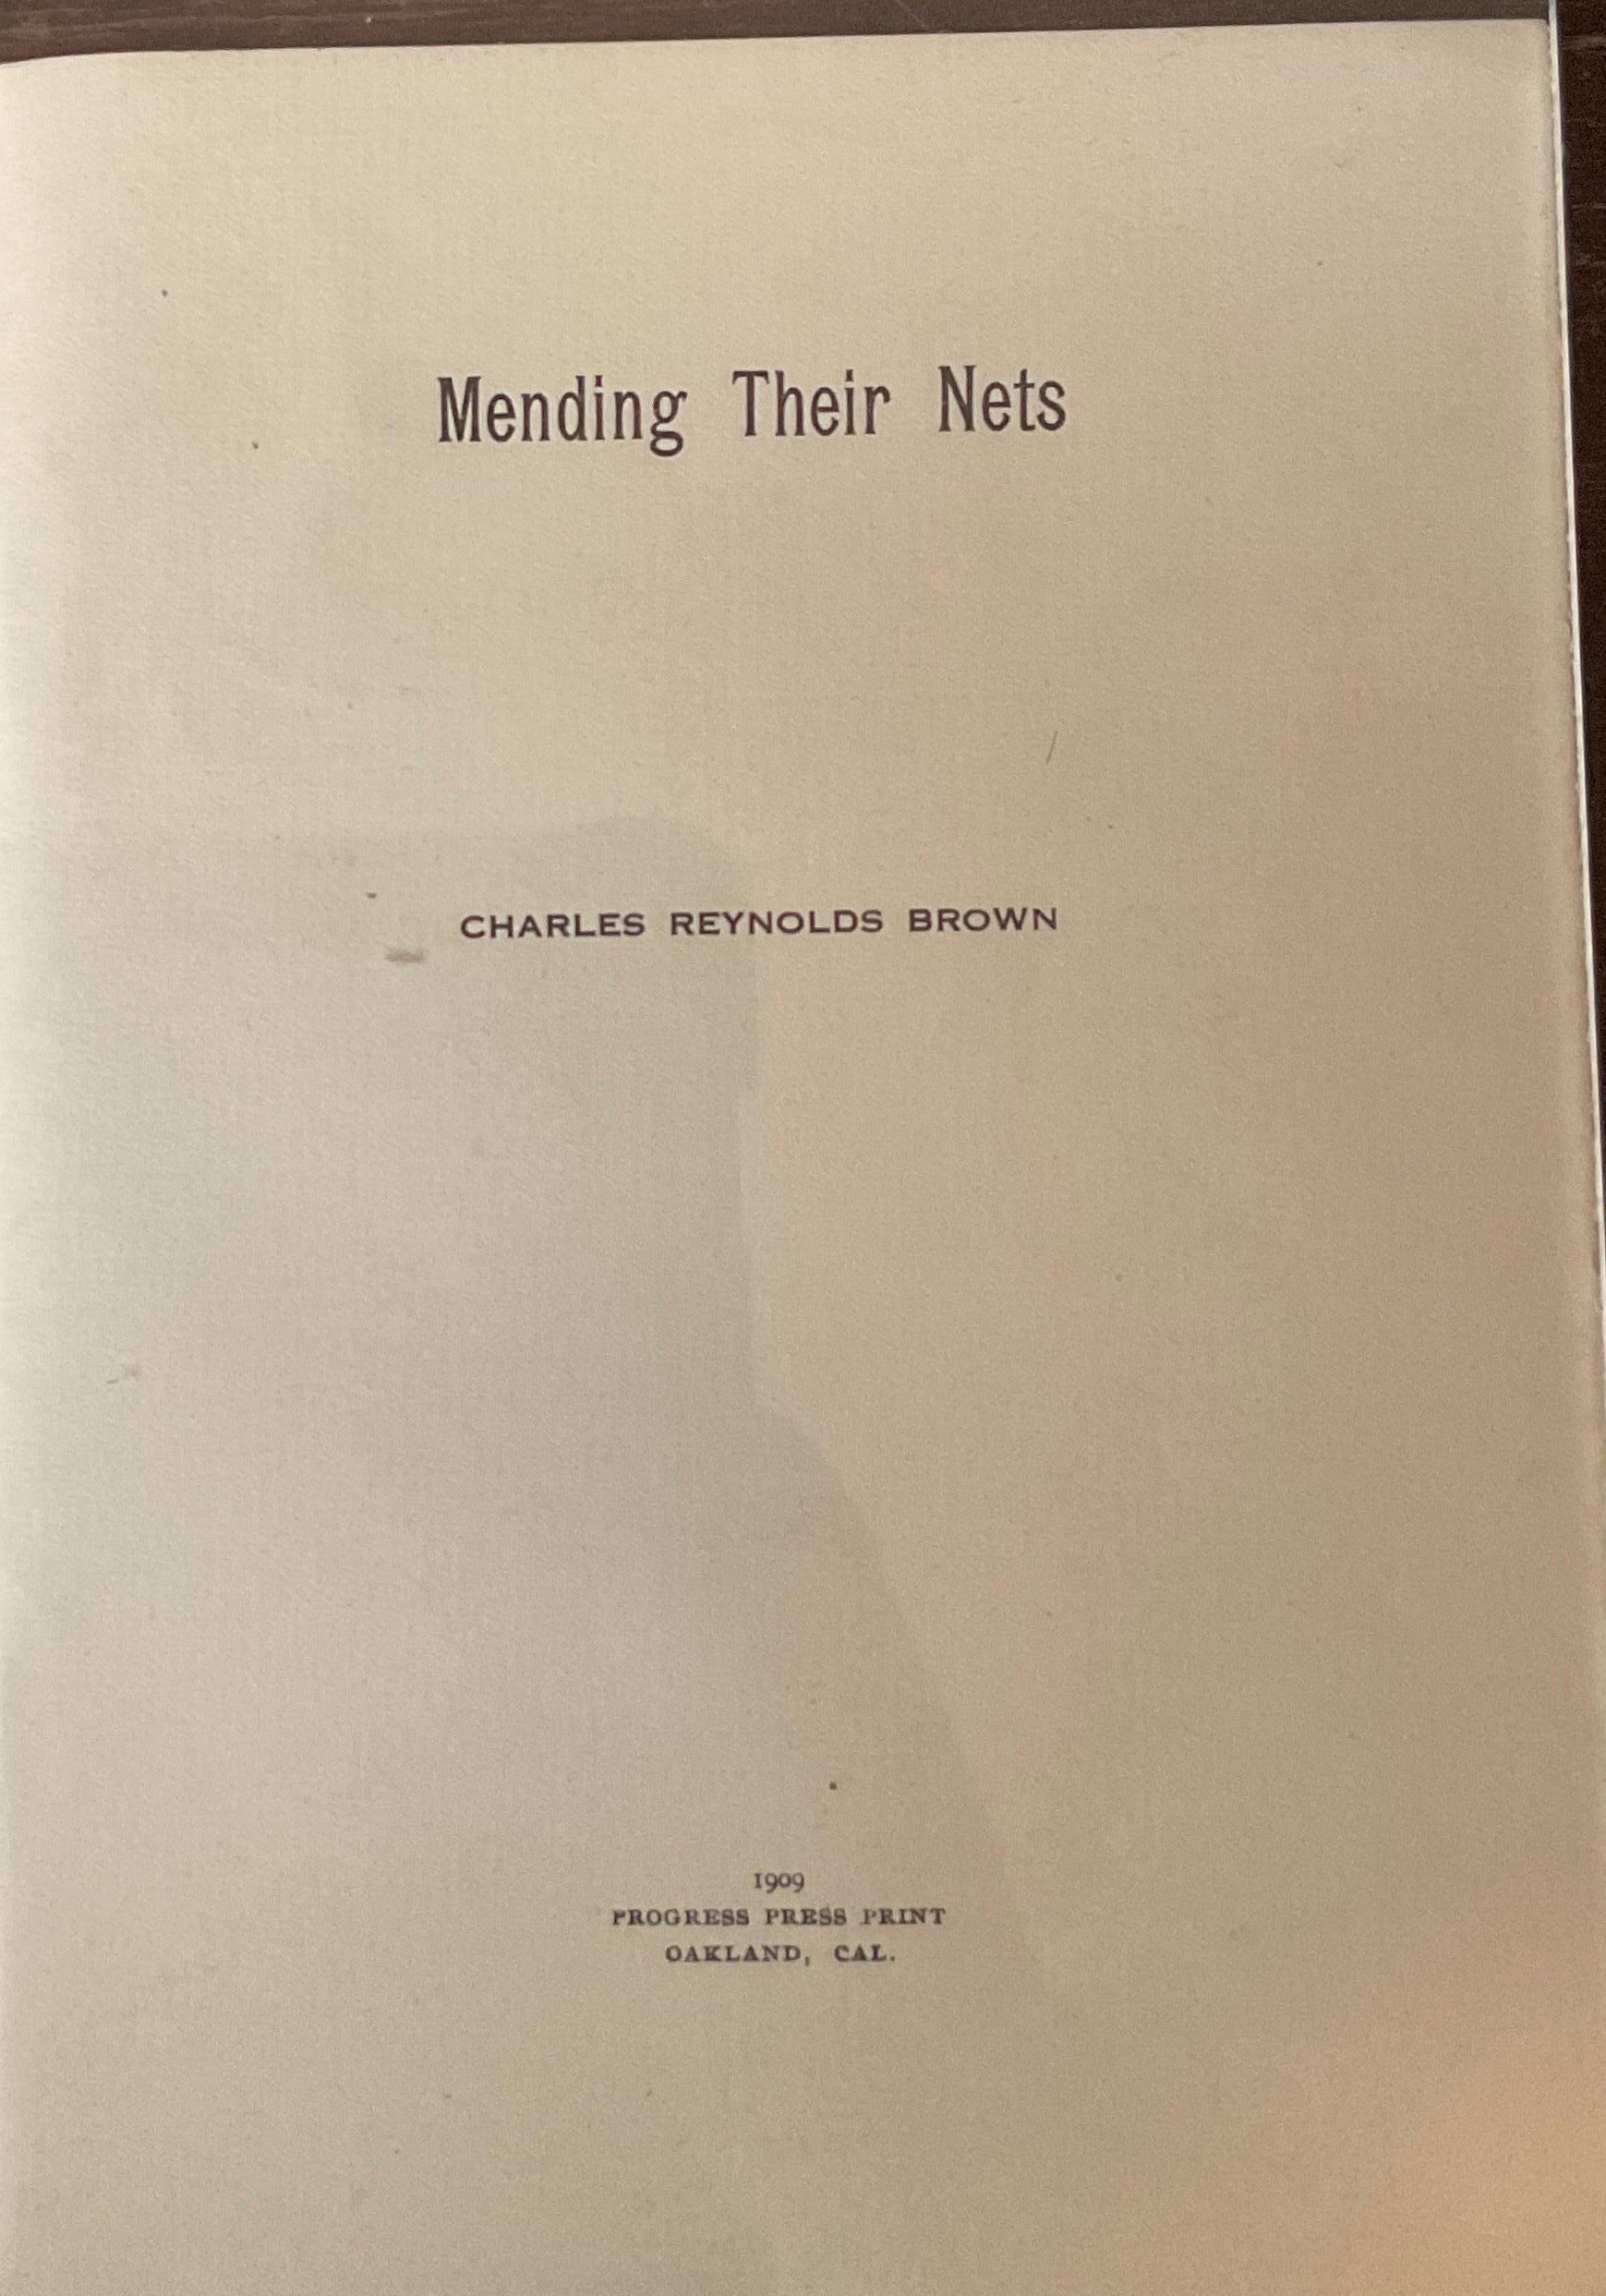 Mending Their Nets
CHARLES REYNOLDS BROWN
1909
PROGRESS PRESS PRINT
OAKLAND, CAL.